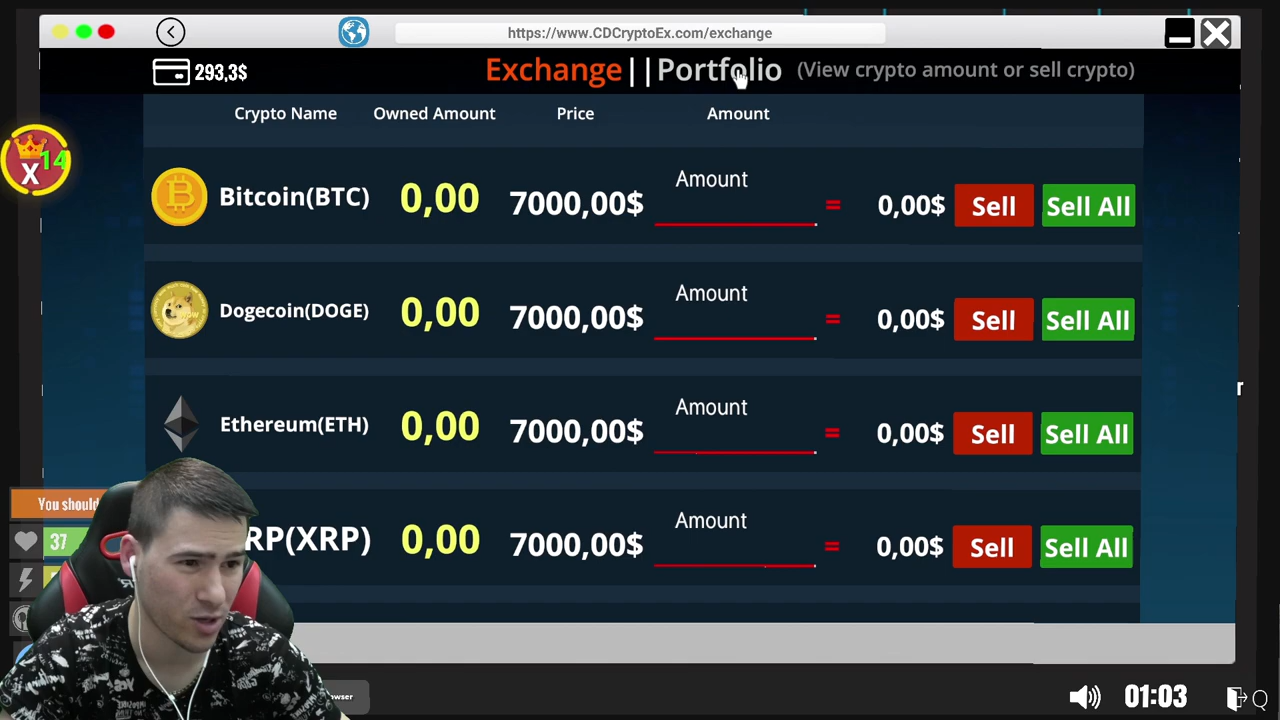 https://www.CDCryptoEx.com/exchange
293,3$
Exchange ||Portfolio (View crypto amount or sell crypto)
Crypto Name Owned Amount Price Amount
X 14
Bitcoin(BTC) 0,00 7000,00$ Amount = 0,00$ Sell Sell All
Dogecoin(DOGE) 0,00 7000,00$ Amount = 0,00$ Sell Sell All
Ethereum(ETH) 0,00 7000,00$ Amount = 0,00$ Sell Sell All
RP(XRP) 0,00 7000,00$ Amount = 0,00$ Sell Sell All
You should
37
wser
01:03
Q